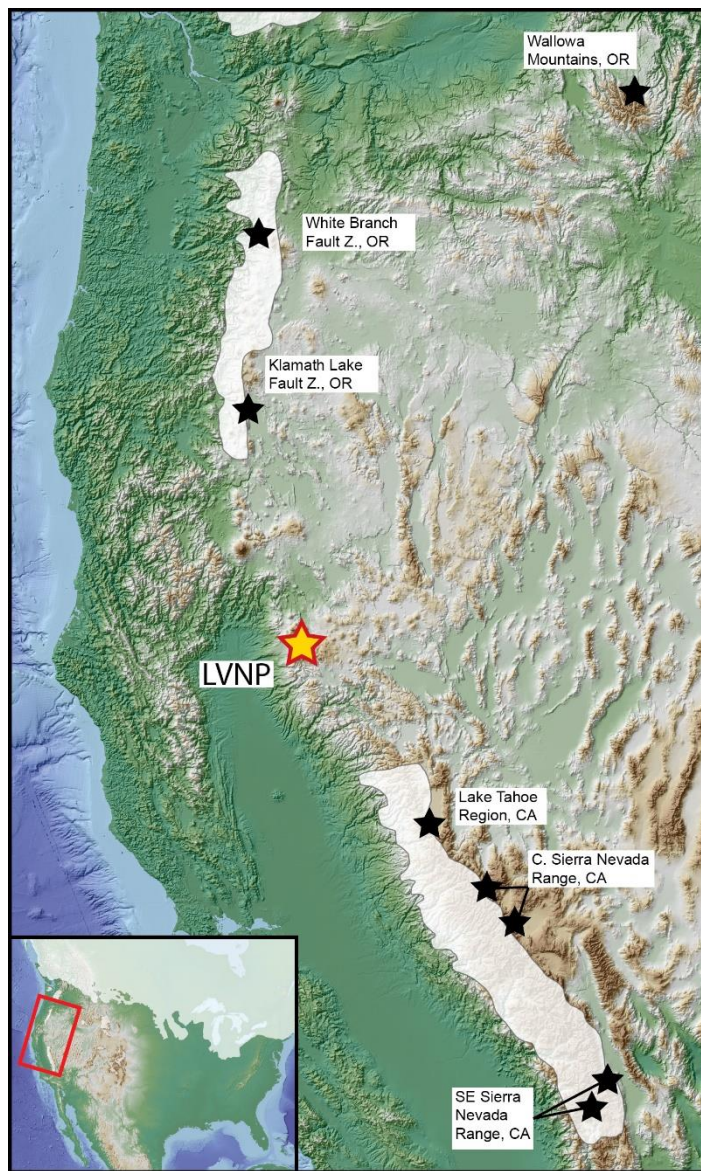 Wallowa
Mountains, OR
White Branch
Fault Z., OR
Klamath Lake
Fault Z., OR
LVNP
Lake Tahoe
Region, CA
C. Sierra Nevada
Range, CA
SE Sierra
Nevada
Range, CA